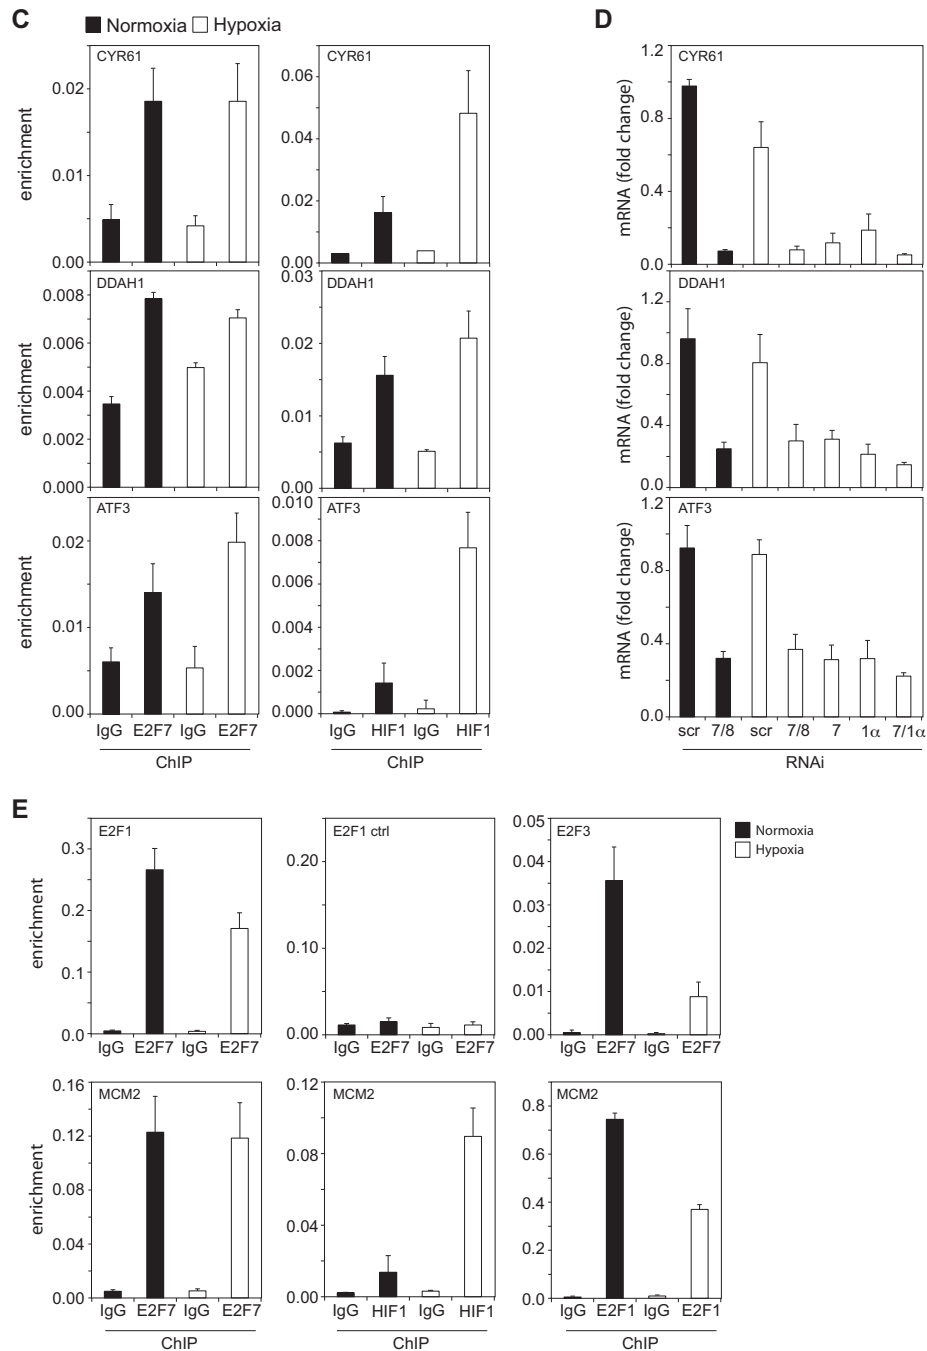 C
Normoxia Hypoxia
CYR61
enrichment
0.02
0.01
0.00
CYR61
0.06
0.04
0.02
0.00
DDAH1
enrichment
0.008
0.006
0.004
0.002
0.000
DDAH1
0.03
0.02
0.01
0.00
ATF3
enrichment
0.02
0.01
0.00
IgG E2F7 IgG E2F7
ChIP
ATF3
0.010
0.008
0.006
0.004
0.002
0.000
IgG HIF1 IgG HIF1
ChIP
D
CYR61
mRNA (fold change)
1.2
0.8
0.4
0.0
DDAH1
mRNA (fold change)
1.2
0.8
0.4
0.0
ATF3
mRNA (fold change)
1.2
0.8
0.4
0.0
scr 7/8 scr 7/8 7 1α 7/1α
RNAi
E
E2F1
enrichment
0.3
0.2
0.1
0.0
IgG E2F7 IgG E2F7
E2F1 ctrl
0.20
0.10
0.00
IgG E2F7 IgG E2F7
E2F3
0.05
0.04
0.03
0.02
0.01
0.00
IgG E2F7 IgG E2F7
Normoxia
Hypoxia
MCM2
enrichment
0.16
0.12
0.08
0.04
0.00
IgG E2F7 IgG E2F7
ChIP
MCM2
0.12
0.08
0.04
0.00
IgG HIF1 IgG HIF1
ChIP
MCM2
0.8
0.6
0.4
0.2
0.0
IgG E2F1 IgG E2F1
ChIP